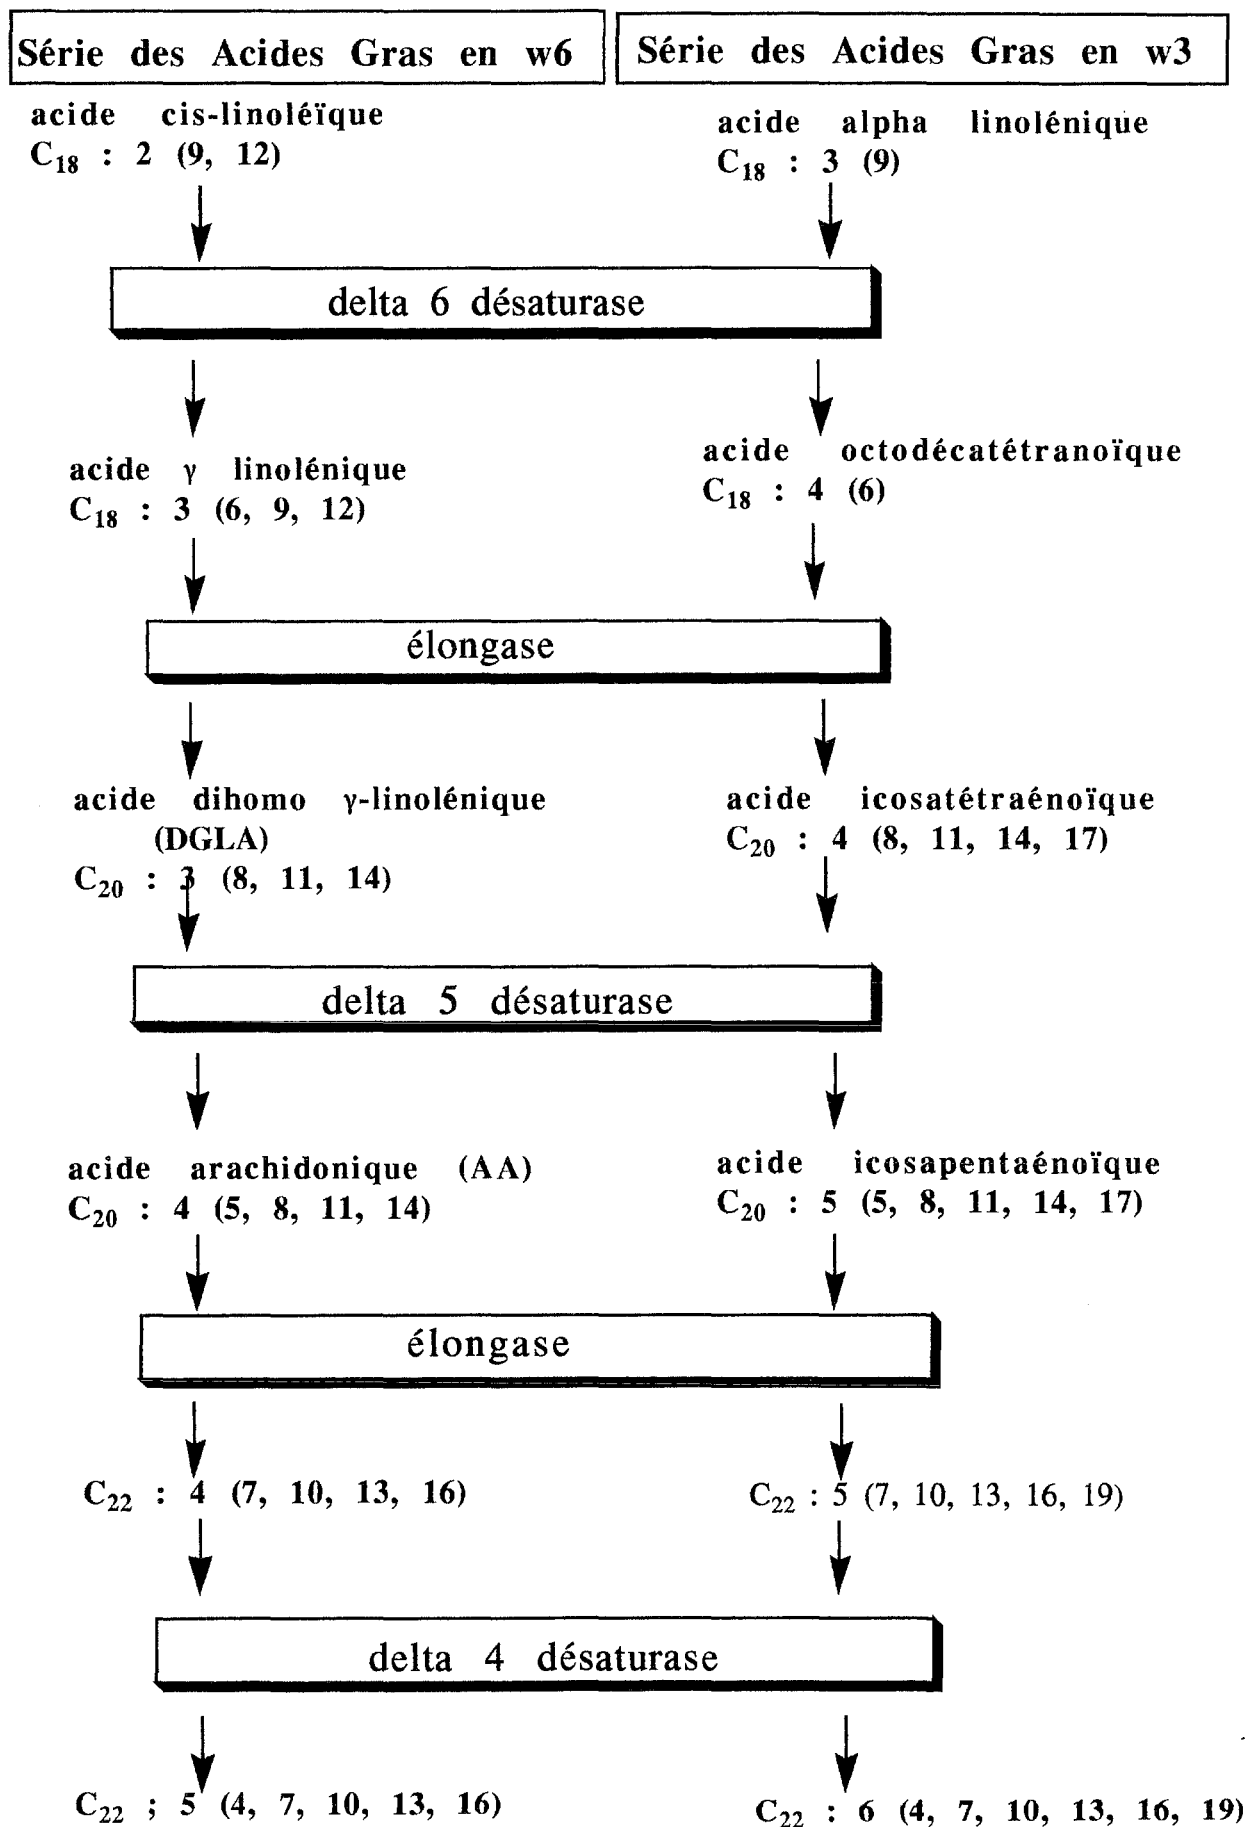 Série des Acides Gras en w6
Série des Acides Gras en w3
acide cis-linoléïque
C18 : 2 (9, 12)
acide alpha linolénique
C18 : 3 (9)
delta 6 désaturase
acide γ linolénique
C18 : 3 (6, 9, 12)
acide octodécatétranoïque
C18 : 4 (6)
élongase
acide dihomo γ-linolénique
(DGLA)
C20 : 3 (8, 11, 14)
acide icosatétraénoïque
C20 : 4 (8, 11, 14, 17)
delta 5 désaturase
acide arachidonique (AA)
C20 : 4 (5, 8, 11, 14)
acide icosapentaénoïque
C20 : 5 (5, 8, 11, 14, 17)
élongase
C22 : 4 (7, 10, 13, 16)
C22 : 5 (7, 10, 13, 16, 19)
delta 4 désaturase
C22 ; 5 (4, 7, 10, 13, 16)
C22 : 6 (4, 7, 10, 13, 16, 19)